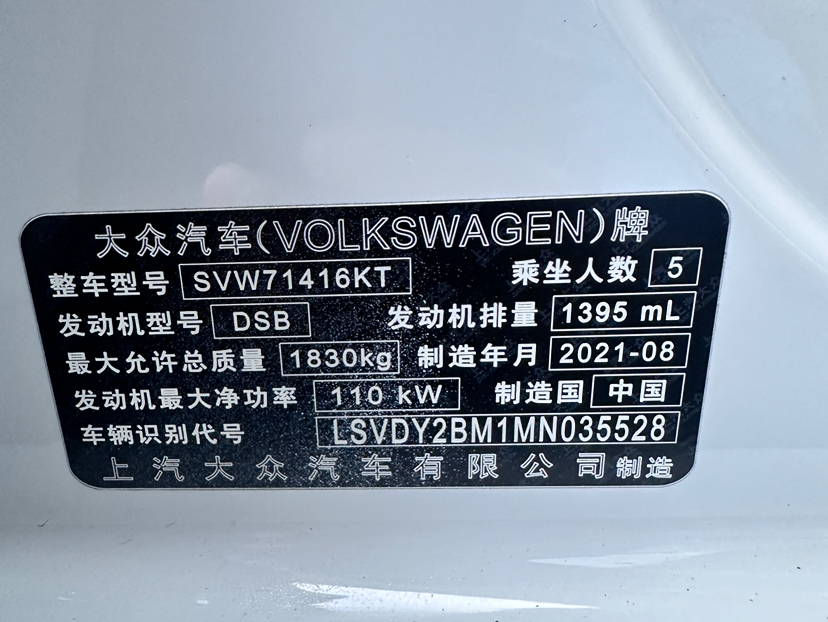 大众汽车(VOLKSWAGEN)牌
整车型号 SVW71416KT 乘坐人数 5
发动机型号 DSB 发动机排量 1395 mL
最大允许总质量 1830kg 制造年月 2021-08
发动机最大净功率 110 kW 制造国 中国
车辆识别代号 LSVDY2BM1MN035528
上汽大众汽车有限公司制造